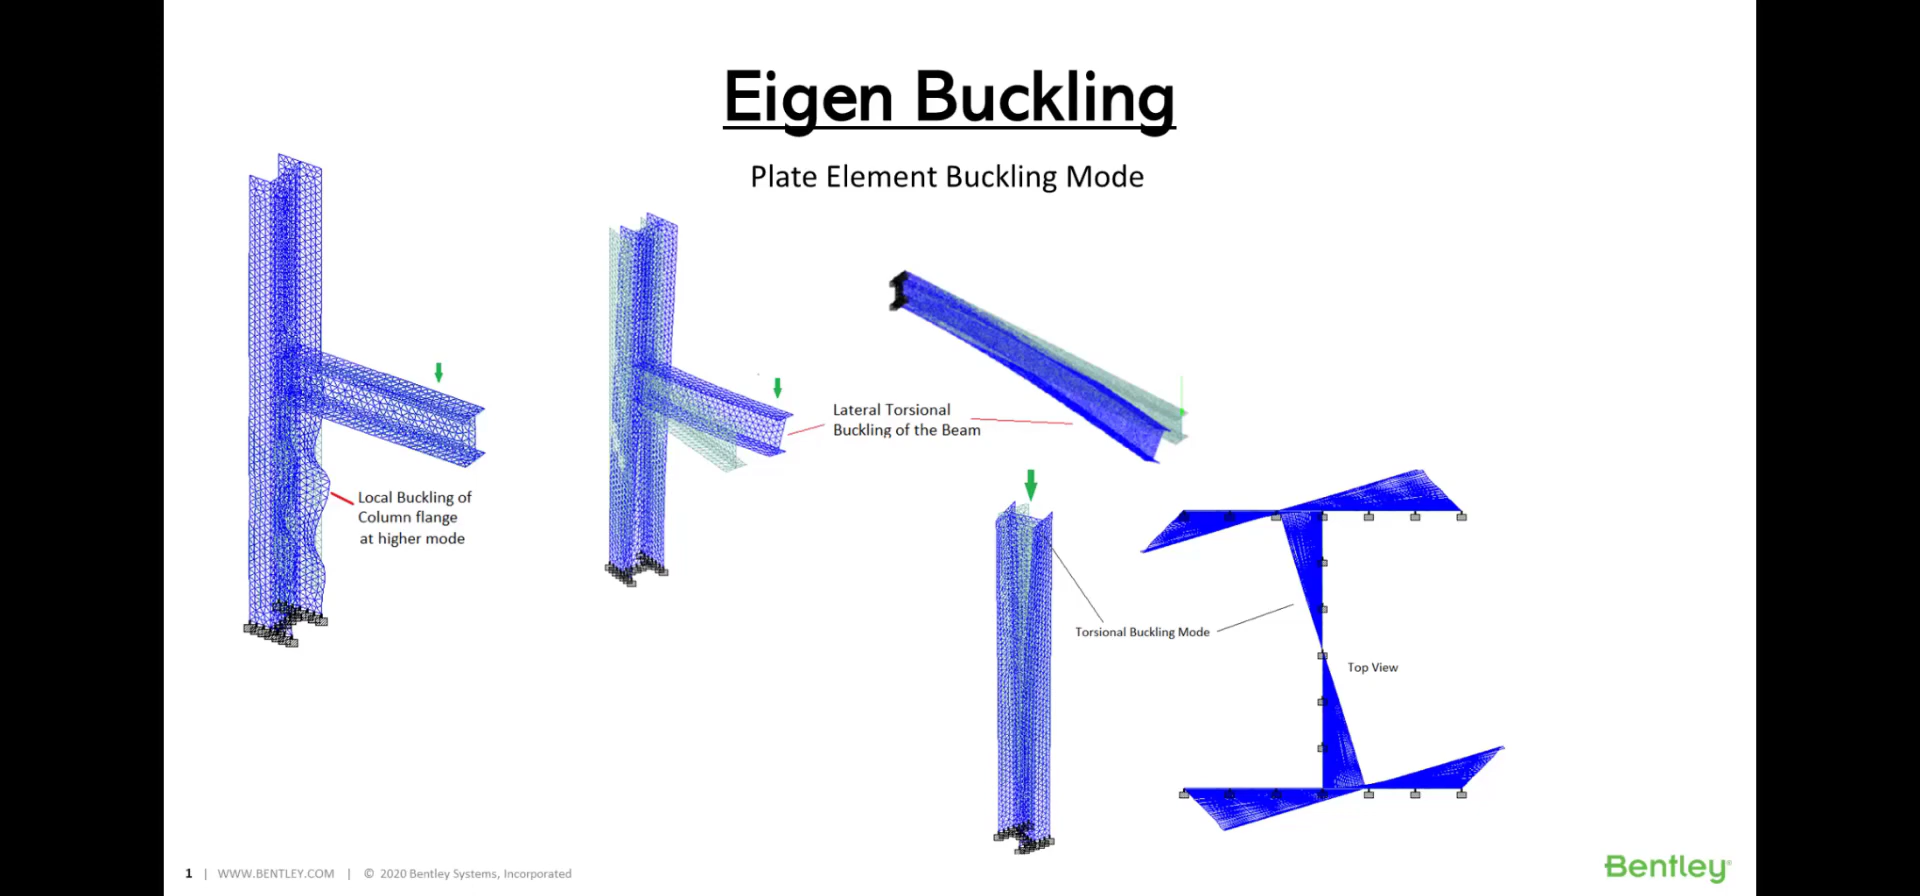 Eigen Buckling
Plate Element Buckling Mode
Lateral Torsional
Buckling of the Beam
Local Buckling of
Column flange
at higher mode
Torsional Buckling Mode
Top View
1 | WWW.BENTLEY.COM | © 2020 Bentley Systems, Incorporated
Bentley®